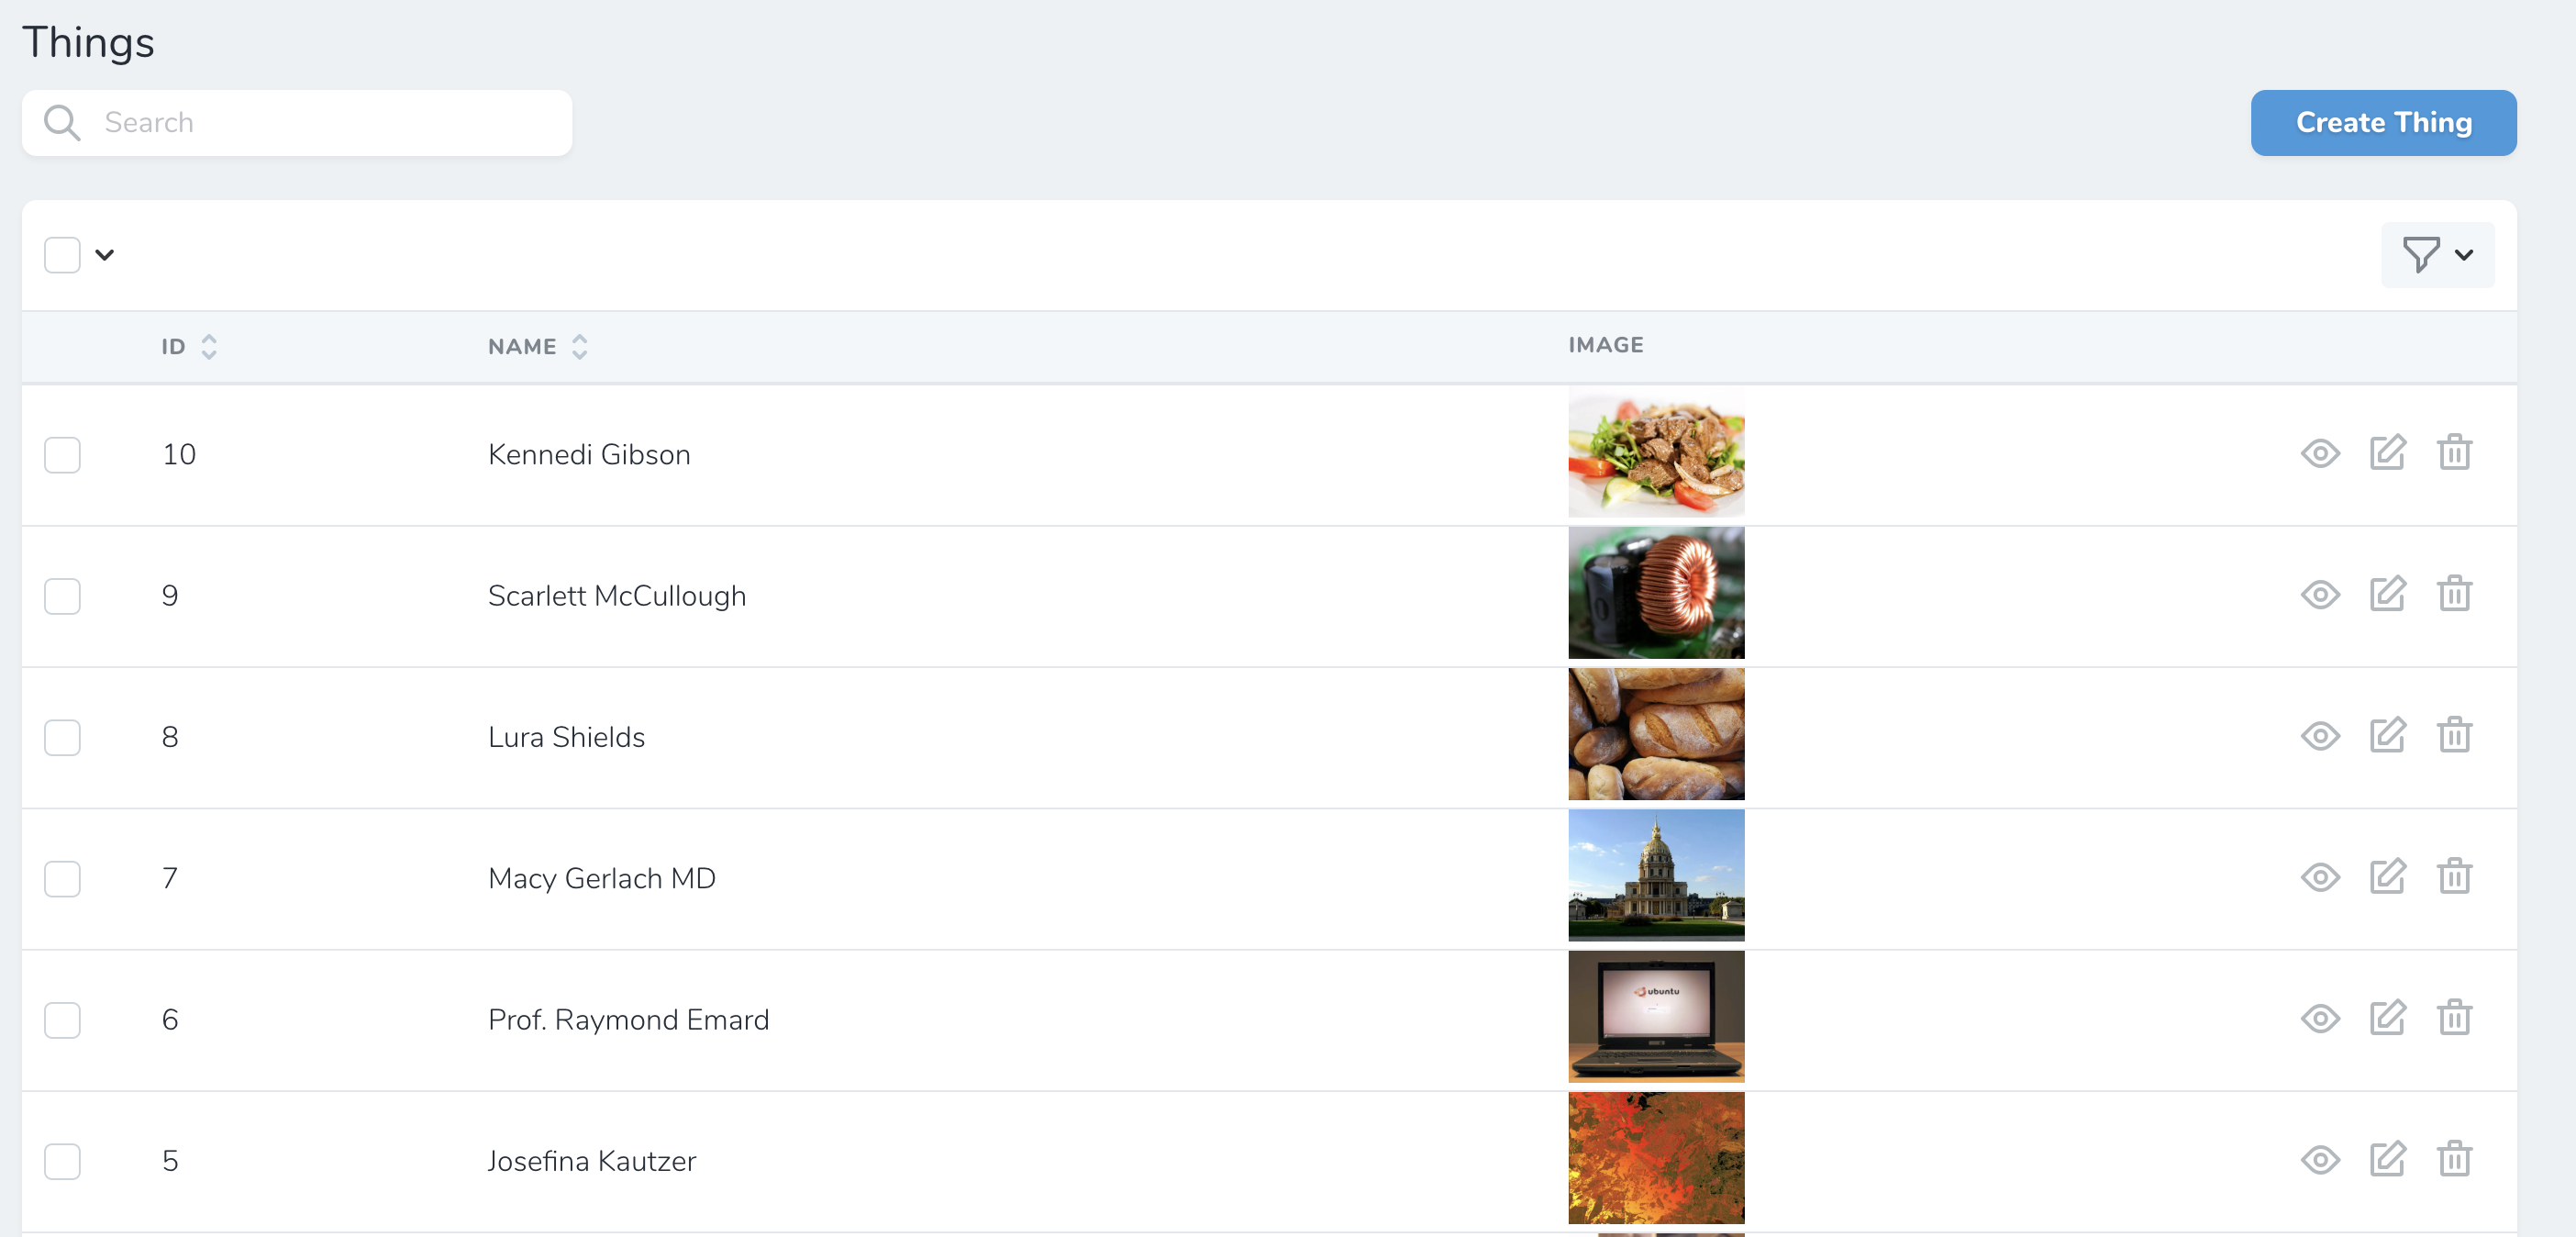 Things
Search
Create Thing
ID NAME IMAGE
10 Kennedi Gibson
9 Scarlett McCullough
8 Lura Shields
7 Macy Gerlach MD
6 Prof. Raymond Emard
ubuntu
5 Josefina Kautzer